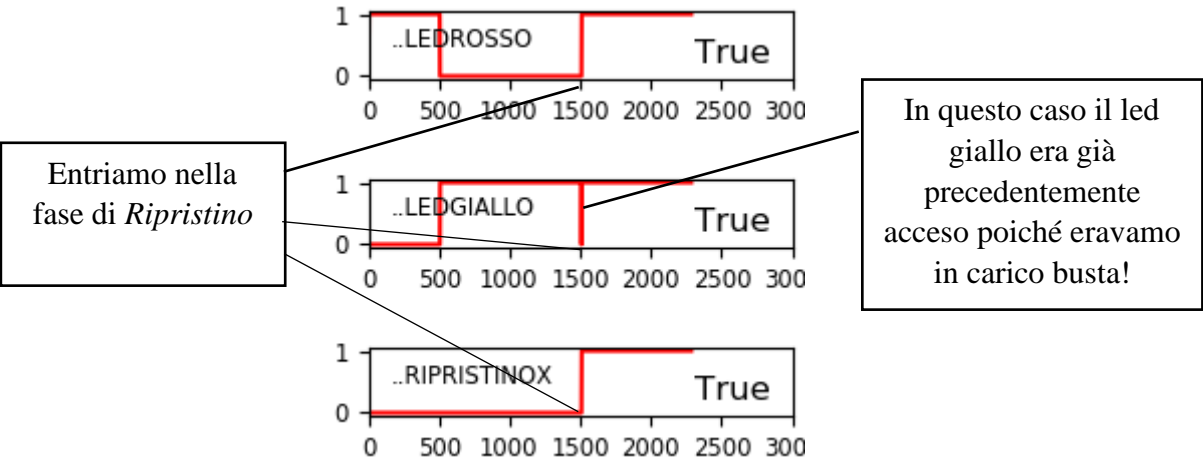 1
..LEDROSSO
True
0
0 500 1000 1500 2000 2500 300
In questo caso il led
giallo era già
precedentemente
acceso poiché eravamo
in carico busta!
Entriamo nella
fase di Ripristino
1
..LEDGIALLO
True
0
0 500 1000 1500 2000 2500 300
1
..RIPRISTINOX
True
0
0 500 1000 1500 2000 2500 300